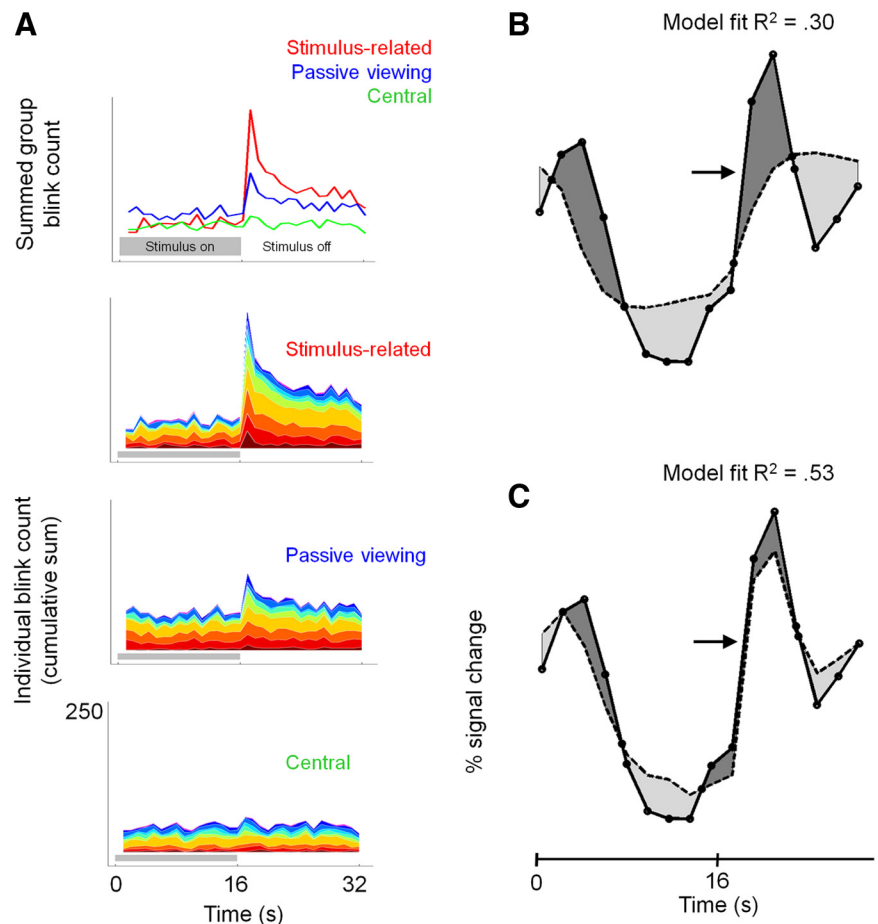 A
Stimulus-related
Passive viewing
Central
Summed group
blink count
Stimulus on
Stimulus off
Stimulus-related
Individual blink count
(cumulative sum)
Passive viewing
250
Central
0
16
32
Time (s)
B
Model fit R² = .30
C
Model fit R² = .53
% signal change
0
16
Time (s)